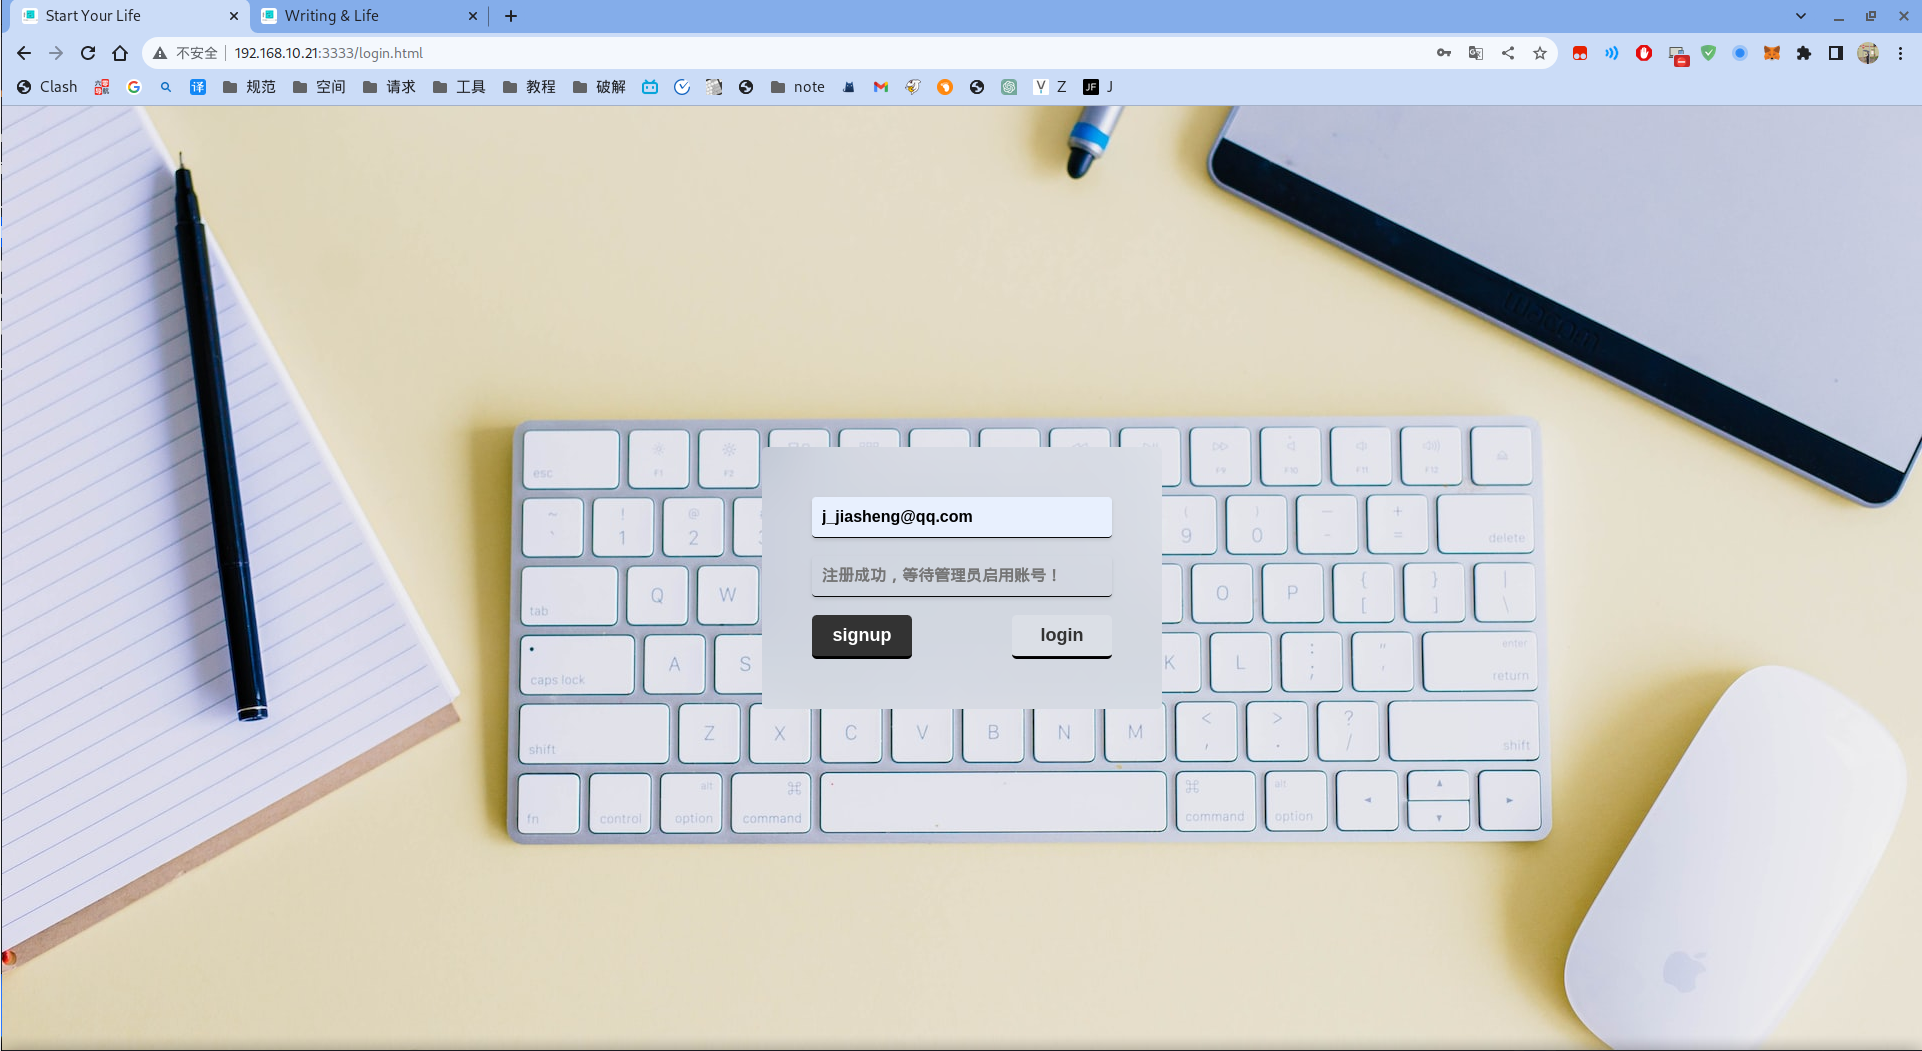 Start Your Life
Writing & Life
不安全 192.168.10.21:3333/login.html
Clash 规范 空间 请求 工具 教程 破解 note Z JF J
esc F1 F2 F9 F10 F11 F12
~ ! @ ( ) — +
` 1 2 3 9 0 - = delete
tab Q W O P { } |
[ ] \
caps lock A S K L : " enter
; ' return
shift Z X C V B N M < > ? shift
, . /
fn control alt option ⌘ command ⌘ command alt option
j_jiasheng@qq.com
注册成功，等待管理员启用账号！
signup login